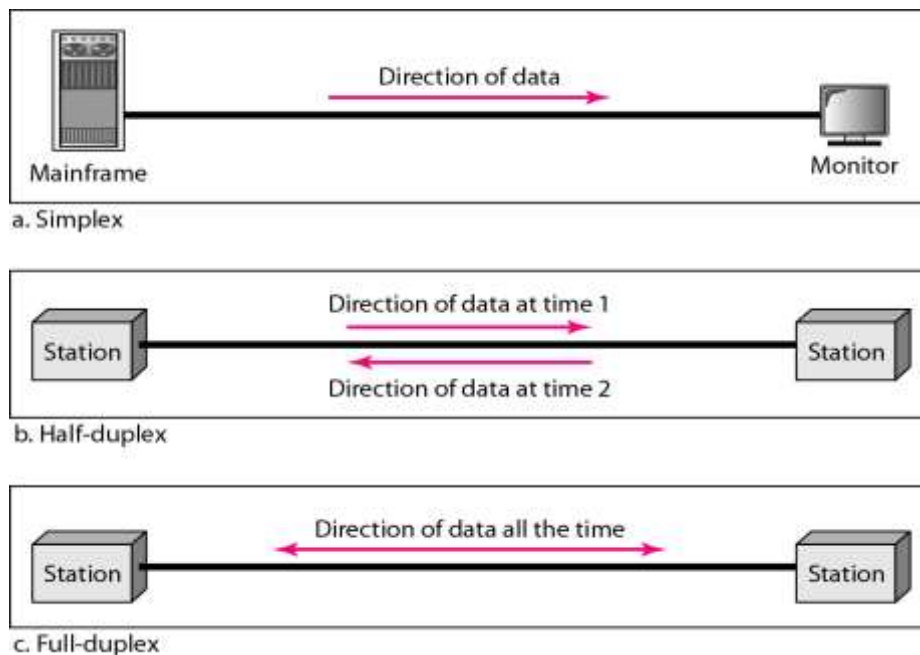 Direction of data
Mainframe
Monitor
a. Simplex
Direction of data at time 1
Station
Station
Direction of data at time 2
b. Half-duplex
Direction of data all the time
Station
Station
c. Full-duplex